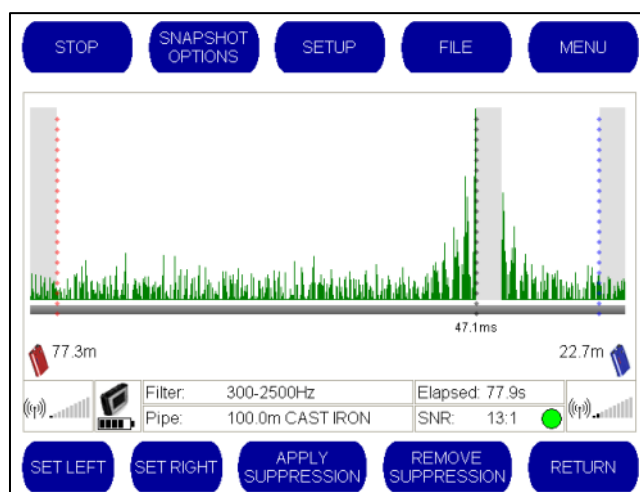 STOP
SNAPSHOT
OPTIONS
SETUP
FILE
MENU
47.1ms
77.3m
22.7m
Filter: 300-2500Hz
Elapsed: 77.9s
Pipe: 100.0m CAST IRON
SNR: 13:1
SET LEFT
SET RIGHT
APPLY
SUPPRESSION
REMOVE
SUPPRESSION
RETURN